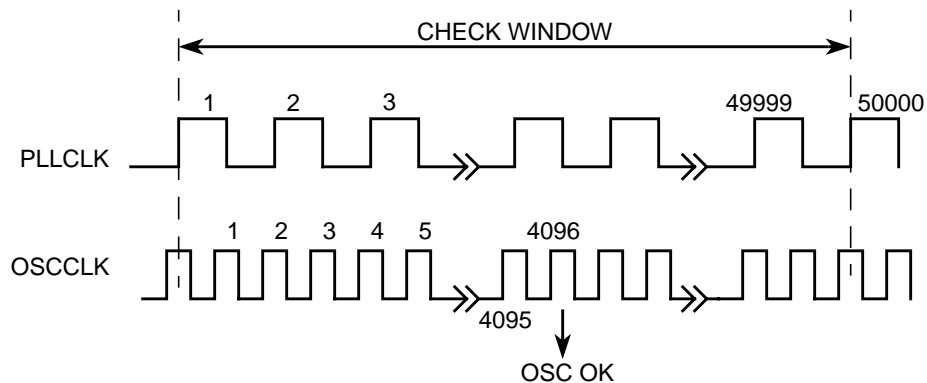 CHECK WINDOW
1 2 3 49999 50000
PLLCLK
1 2 3 4 5 4096
OSCCLK
4095
OSC OK